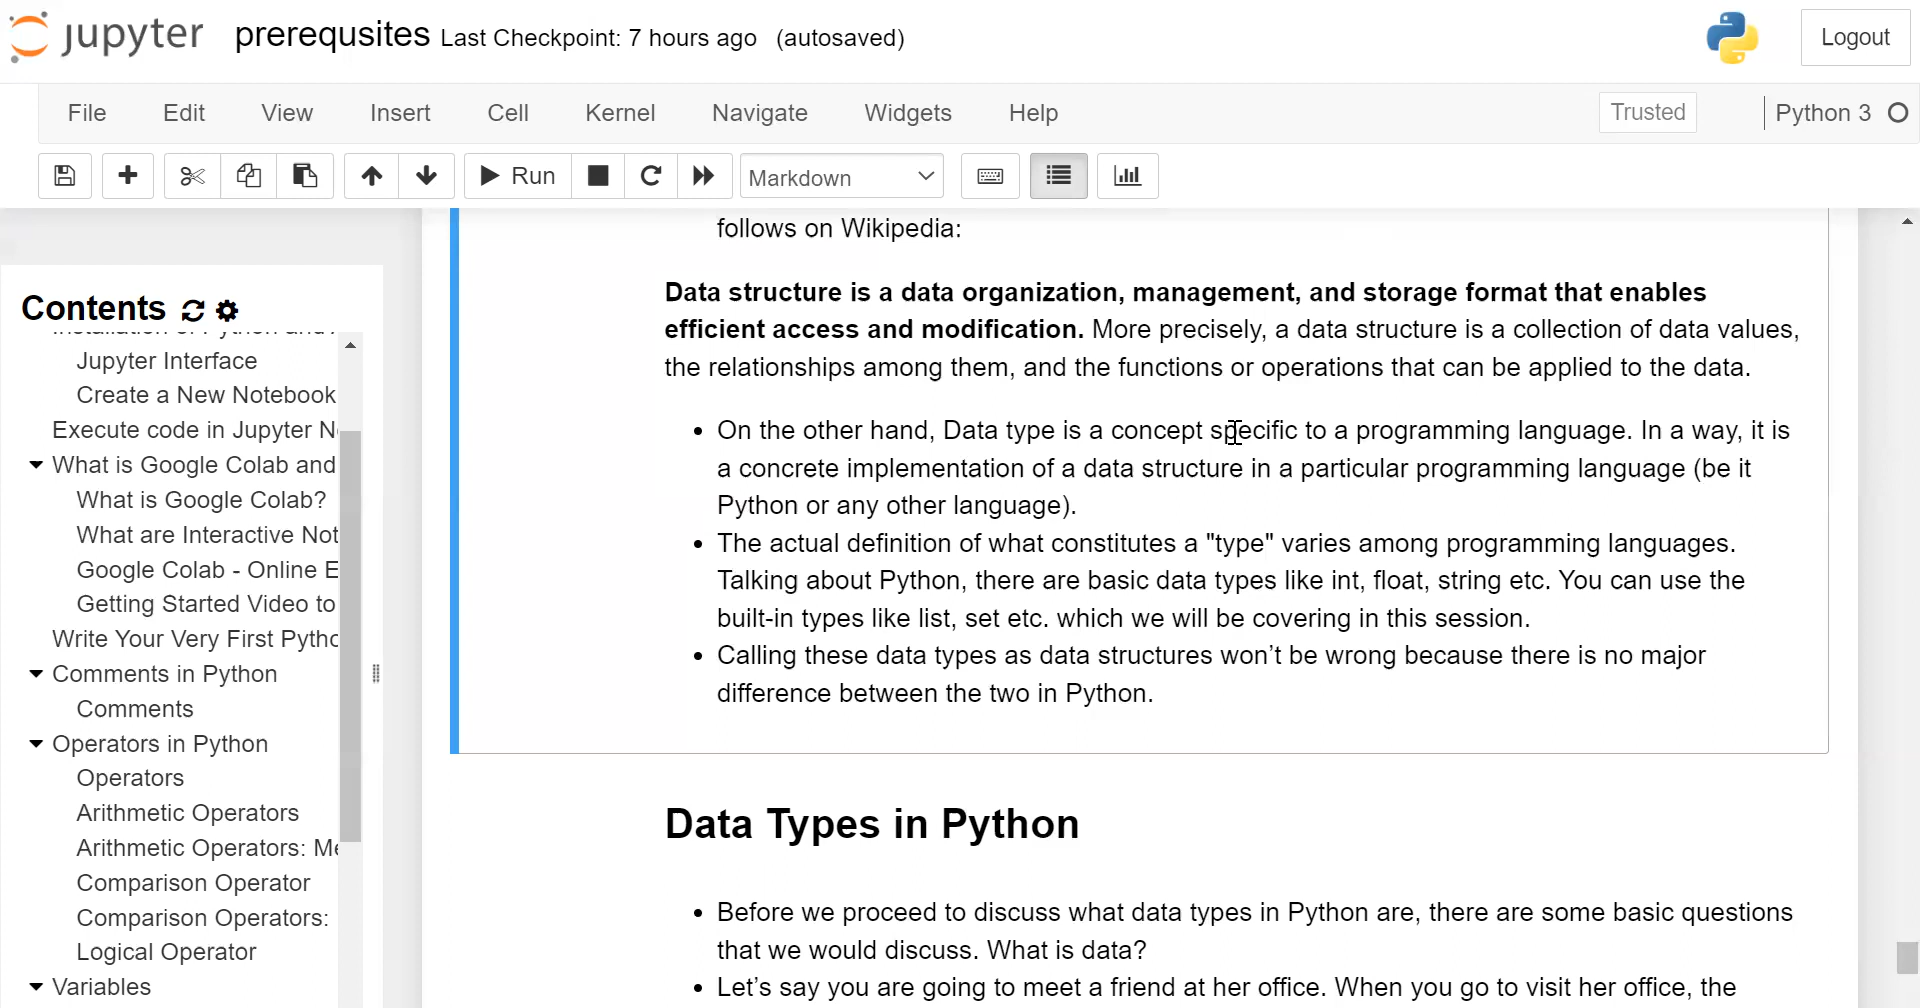 jupyter prerequsites Last Checkpoint: 7 hours ago (autosaved) Logout
File Edit View Insert Cell Kernel Navigate Widgets Help Trusted Python 3
Run Markdown
Contents
Jupyter Interface
Create a New Notebook
Execute code in Jupyter
What is Google Colab and
What is Google Colab?
What are Interactive Not
Google Colab - Online E
Getting Started Video to
Write Your Very First Pytho
Comments in Python
Comments
Operators in Python
Operators
Arithmetic Operators
Arithmetic Operators: Me
Comparison Operator
Comparison Operators:
Logical Operator
Variables
follows on Wikipedia:
Data structure is a data organization, management, and storage format that enables
efficient access and modification. More precisely, a data structure is a collection of data values,
the relationships among them, and the functions or operations that can be applied to the data.
• On the other hand, Data type is a concept specific to a programming language. In a way, it is
a concrete implementation of a data structure in a particular programming language (be it
Python or any other language).
• The actual definition of what constitutes a "type" varies among programming languages.
Talking about Python, there are basic data types like int, float, string etc. You can use the
built-in types like list, set etc. which we will be covering in this session.
• Calling these data types as data structures won’t be wrong because there is no major
difference between the two in Python.
Data Types in Python
• Before we proceed to discuss what data types in Python are, there are some basic questions
that we would discuss. What is data?
• Let’s say you are going to meet a friend at her office. When you go to visit her office, the